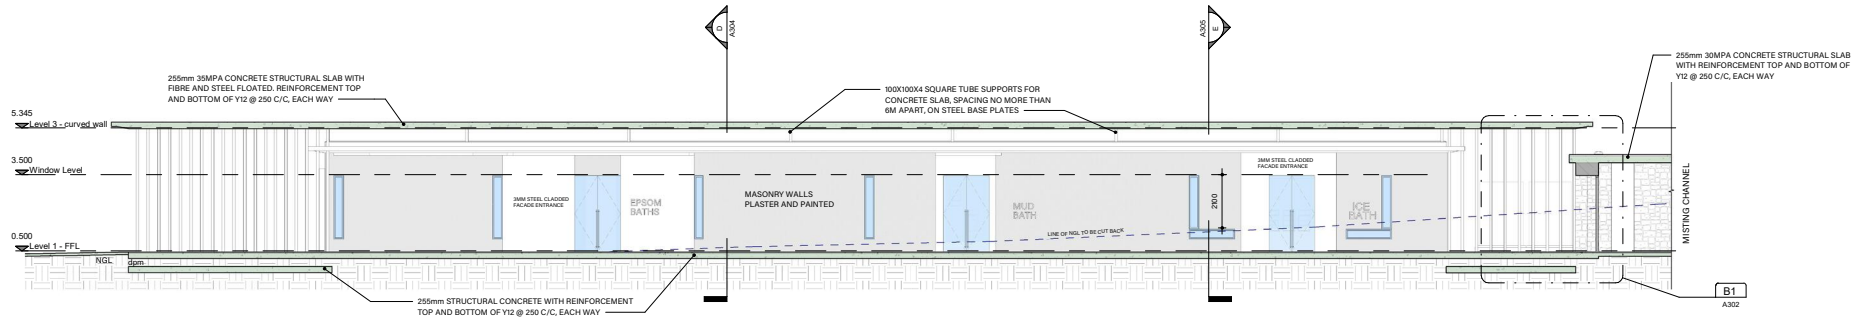 D
A304
E
A305
255mm 30MPA CONCRETE STRUCTURAL SLAB
WITH REINFORCEMENT TOP AND BOTTOM OF
Y12 @ 250 C/C, EACH WAY
255mm 35MPA CONCRETE STRUCTURAL SLAB WITH
FIBRE AND STEEL FLOATED. REINFORCEMENT TOP
AND BOTTOM OF Y12 @ 250 C/C, EACH WAY
100X100X4 SQUARE TUBE SUPPORTS FOR
CONCRETE SLAB, SPACING NO MORE THAN
6M APART, ON STEEL BASE PLATES
5.345
Level 3 - curved wall
3.500
Window Level
3MM STEEL CLADDED
FACADE ENTRANCE
EPSOM
BATHS
MASONRY WALLS
PLASTER AND PAINTED
MUD
BATH
3MM STEEL CLADDED
FACADE ENTRANCE
2100
ICE
BATH
MISTING CHANNEL
LINE OF NGL TO BE CUT BACK
0.500
Level 1 - FFL
NGL
dpm
255mm STRUCTURAL CONCRETE WITH REINFORCEMENT
TOP AND BOTTOM OF Y12 @ 250 C/C, EACH WAY
B1
A302